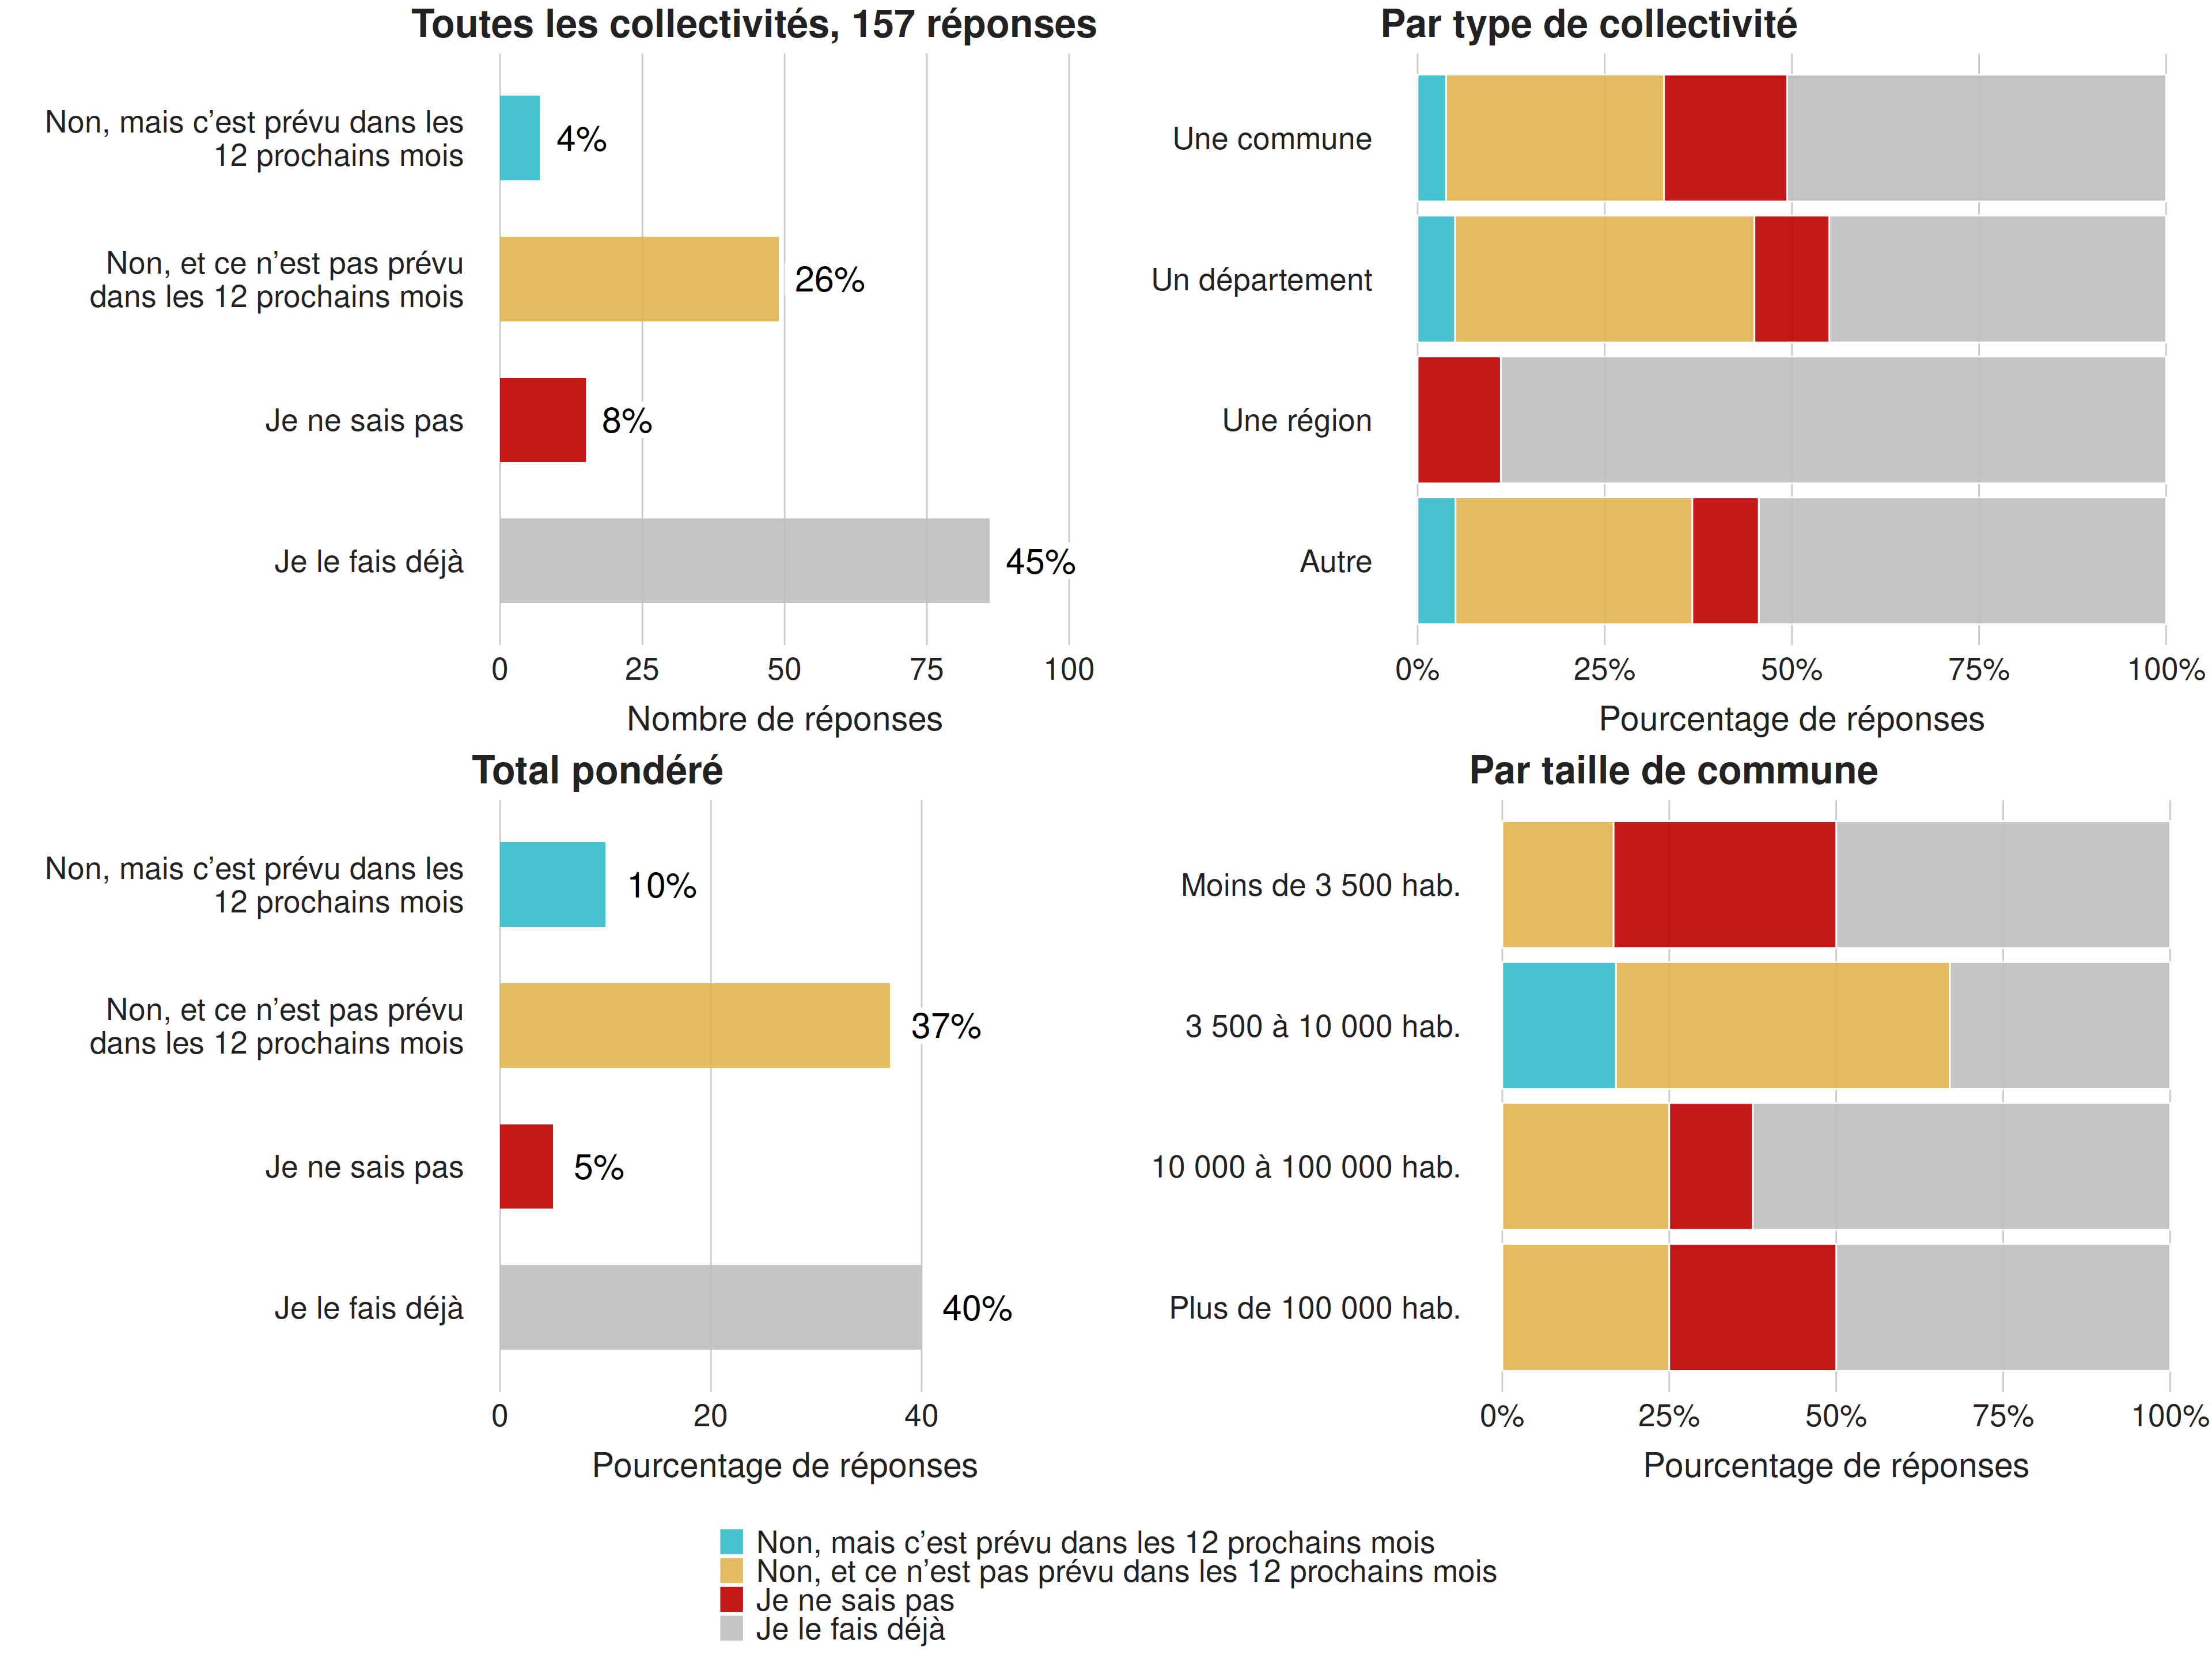 Toutes les collectivités, 157 réponses
Non, mais c’est prévu dans les
12 prochains mois
4%
Non, et ce n’est pas prévu
dans les 12 prochains mois
26%
Je ne sais pas
8%
Je le fais déjà
45%
0 25 50 75 100
Nombre de réponses
Par type de collectivité
Une commune
Un département
Une région
Autre
0% 25% 50% 75% 100%
Pourcentage de réponses
Total pondéré
Non, mais c’est prévu dans les
12 prochains mois
10%
Non, et ce n’est pas prévu
dans les 12 prochains mois
37%
Je ne sais pas
5%
Je le fais déjà
40%
0 20 40
Pourcentage de réponses
Par taille de commune
Moins de 3 500 hab.
3 500 à 10 000 hab.
10 000 à 100 000 hab.
Plus de 100 000 hab.
0% 25% 50% 75% 100%
Pourcentage de réponses
Non, mais c’est prévu dans les 12 prochains mois
Non, et ce n’est pas prévu dans les 12 prochains mois
Je ne sais pas
Je le fais déjà